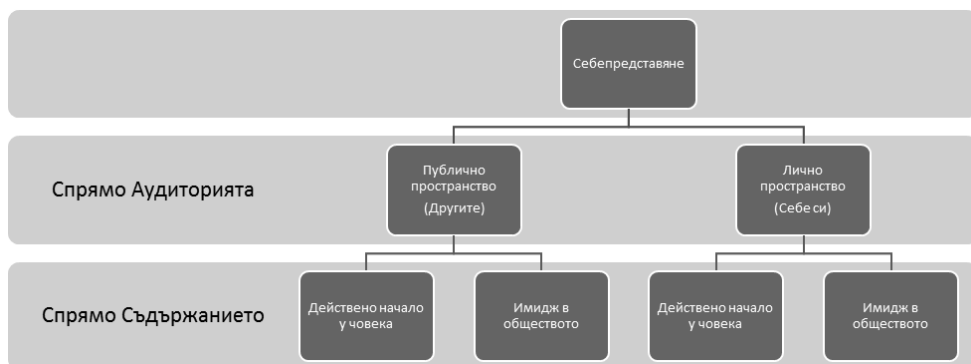 Себепредставяне
Спрямо Аудиторията
Публично
пространство
(Другите)
Лично
пространство
(Себе си)
Спрямо Съдържанието
Действено начало
у човека
Имидж в
обществото
Действено начало
у човека
Имидж в
обществото